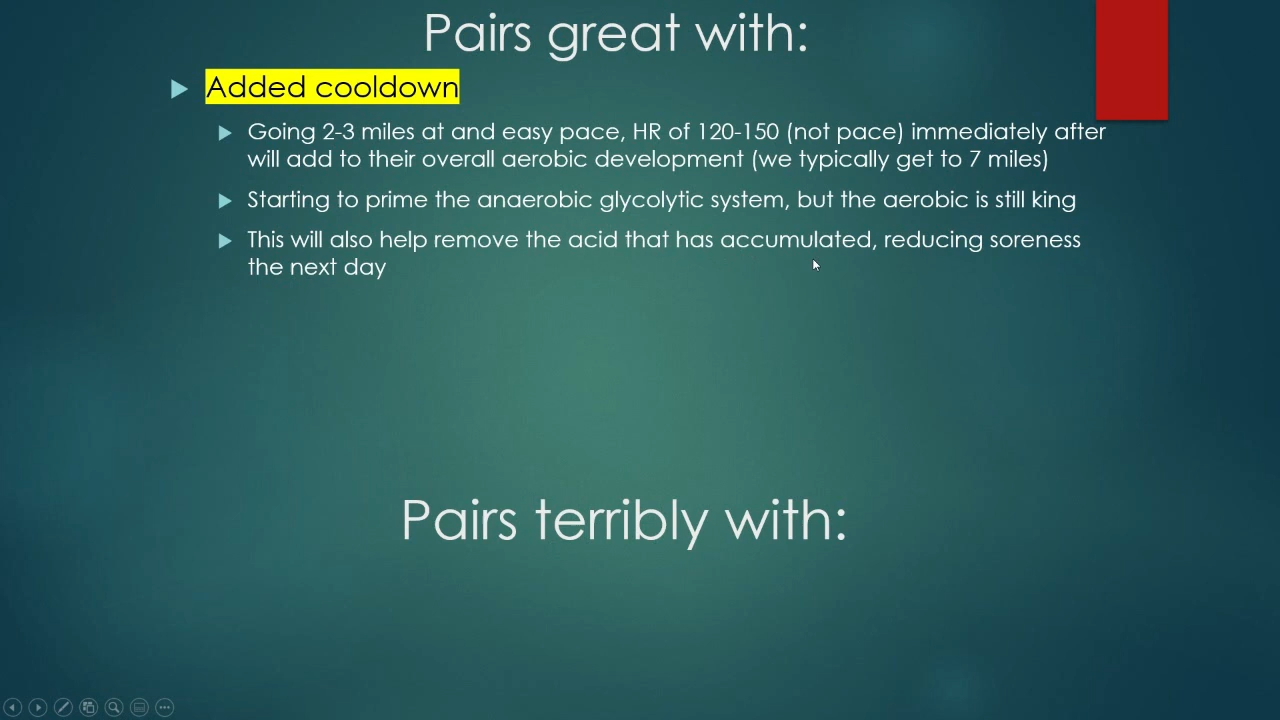 Pairs great with:
Added cooldown
Going 2-3 miles at and easy pace, HR of 120-150 (not pace) immediately after
will add to their overall aerobic development (we typically get to 7 miles)
Starting to prime the anaerobic glycolytic system, but the aerobic is still king
This will also help remove the acid that has accumulated, reducing soreness
the next day
Pairs terribly with: